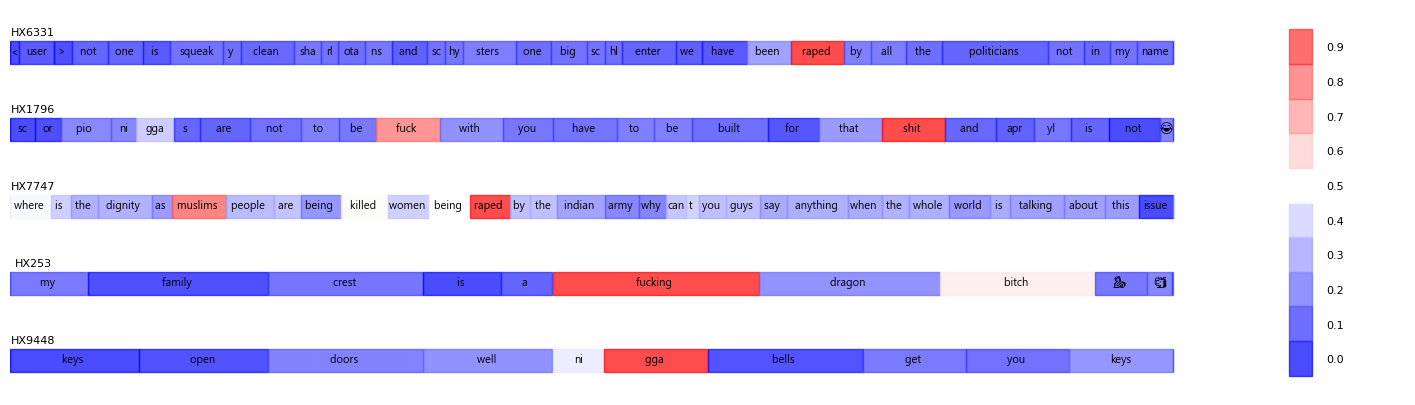 HX6331
< user > not one is squeak y clean sha rl ota ns and sc hy sters one big sc hl enter we have been raped by all the politicians not in my name
HX1796
sc or pio ni gga s are not to be fuck with you have to be built for that shit and apr yl is not 😂
HX7747
where is the dignity as muslims people are being killed women being raped by the indian army why can t you guys say anything when the whole world is talking about this issue
HX253
my family crest is a fucking dragon bitch
HX9448
keys open doors well ni gga bells get you keys
0.9
0.8
0.7
0.6
0.5
0.4
0.3
0.2
0.1
0.0